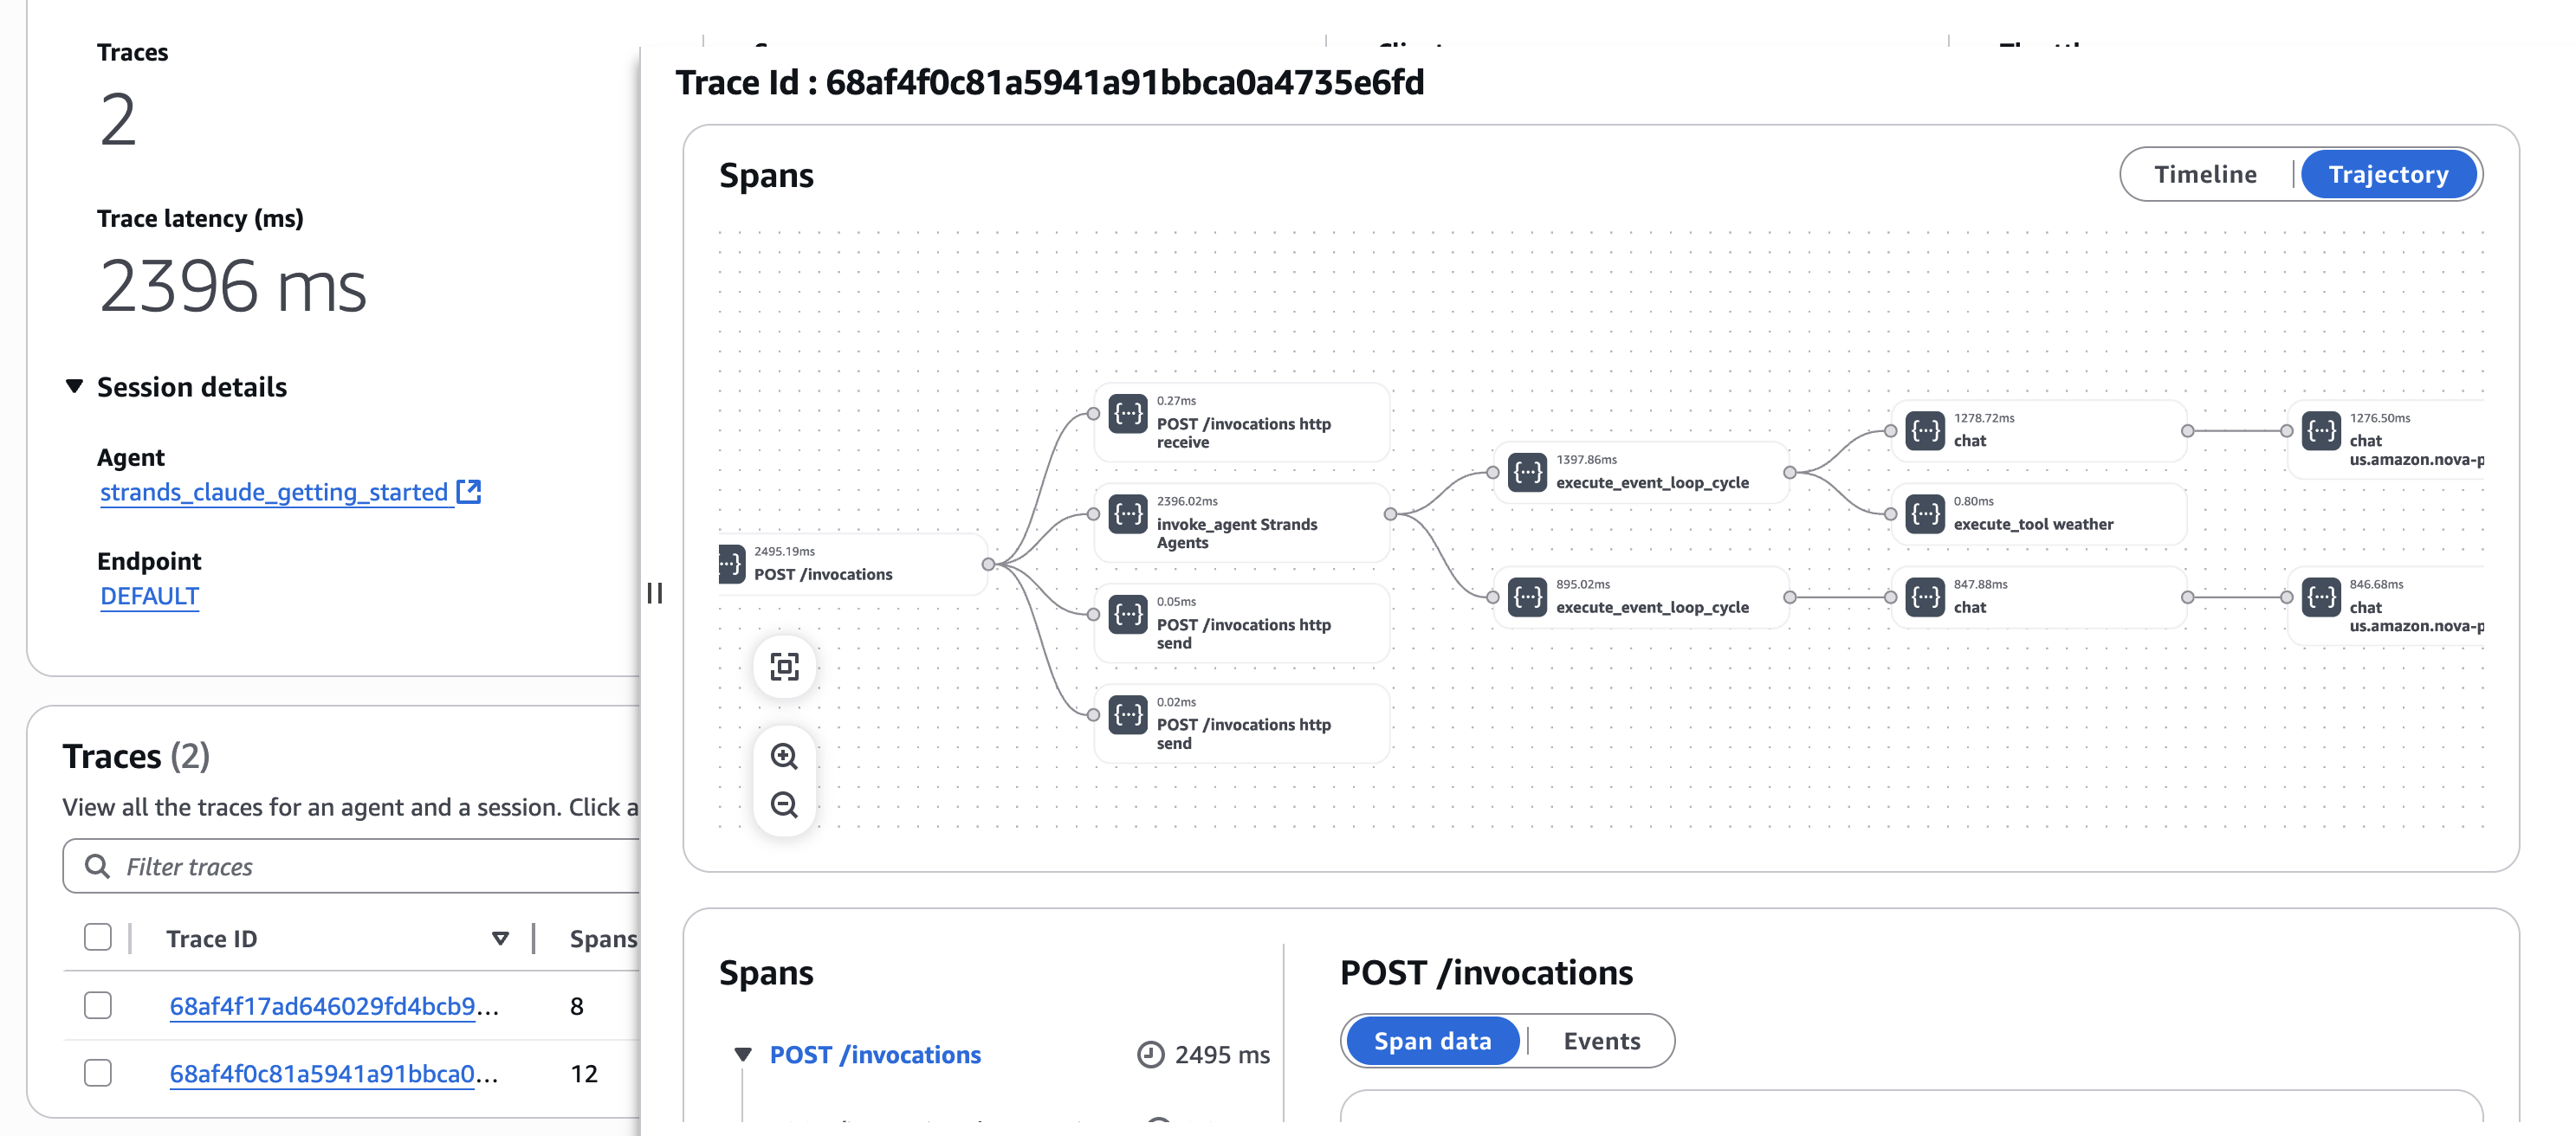 Traces
2
Trace latency (ms)
2396 ms
Session details
Agent
strands_claude_getting_started
Endpoint
DEFAULT
Traces (2)
View all the traces for an agent and a session. Click a
Filter traces
Trace ID
Spans
68af4f17ad646029fd4bcb9...
8
68af4f0c81a5941a91bbca0...
12
Trace Id : 68af4f0c81a5941a91bbca0a4735e6fd
Spans
Timeline
Trajectory
2495.19ms
POST /invocations
0.27ms
POST /invocations http
receive
2396.02ms
invoke_agent Strands
Agents
0.05ms
POST /invocations http
send
0.02ms
POST /invocations http
send
1397.86ms
execute_event_loop_cycle
895.02ms
execute_event_loop_cycle
1278.72ms
chat
0.80ms
execute_tool weather
847.88ms
chat
1276.50ms
chat
us.amazon.nova-p
846.68ms
chat
us.amazon.nova-p
Spans
POST /invocations
2495 ms
POST /invocations
Span data
Events